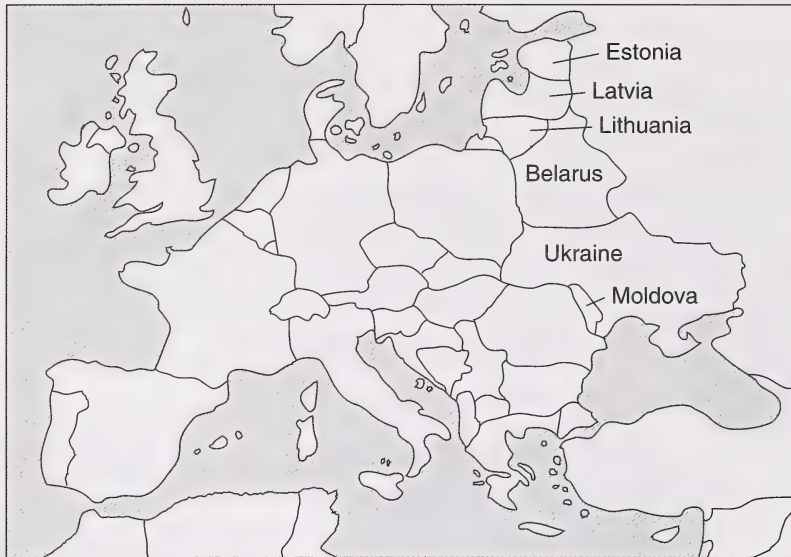 Estonia
Latvia
Lithuania
Belarus
Ukraine
Moldova